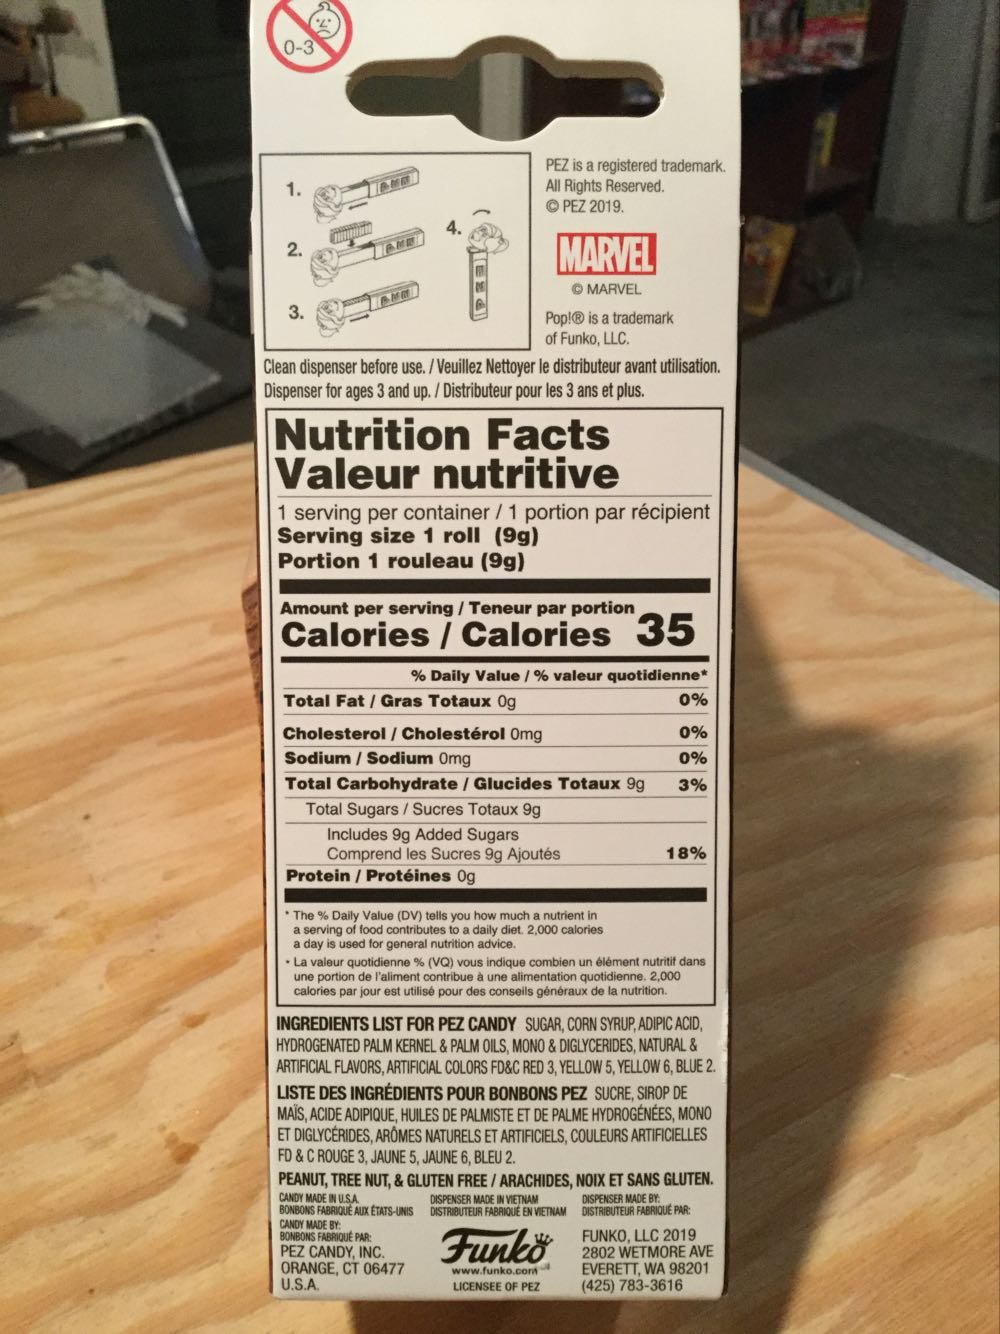 0-3
1.
2.
3.
4.
PEZ is a registered trademark.
All Rights Reserved.
© PEZ 2019.
MARVEL
© MARVEL
Pop!® is a trademark
of Funko, LLC.
Clean dispenser before use. / Veuillez Nettoyer le distributeur avant utilisation.
Dispenser for ages 3 and up. / Distributeur pour les 3 ans et plus.
Nutrition Facts
Valeur nutritive
1 serving per container / 1 portion par récipient
Serving size 1 roll (9g)
Portion 1 rouleau (9g)
Amount per serving / Teneur par portion
Calories / Calories 35
% Daily Value / % valeur quotidienne*
Total Fat / Gras Totaux 0g 0%
Cholesterol / Cholestérol 0mg 0%
Sodium / Sodium 0mg 0%
Total Carbohydrate / Glucides Totaux 9g 3%
Total Sugars / Sucres Totaux 9g
Includes 9g Added Sugars
Comprend les Sucres 9g Ajoutés 18%
Protein / Protéines 0g
* The % Daily Value (DV) tells you how much a nutrient in
a serving of food contributes to a daily diet. 2,000 calories
a day is used for general nutrition advice.
* La valeur quotidienne % (VQ) vous indique combien un élément nutritif dans
une portion de l'aliment contribue à une alimentation quotidienne. 2,000
calories par jour est utilisé pour des conseils généraux de la nutrition.
INGREDIENTS LIST FOR PEZ CANDY SUGAR, CORN SYRUP, ADIPIC ACID,
HYDROGENATED PALM KERNEL & PALM OILS, MONO & DIGLYCERIDES, NATURAL &
ARTIFICIAL FLAVORS, ARTIFICIAL COLORS FD&C RED 3, YELLOW 5, YELLOW 6, BLUE 2.
LISTE DES INGRÉDIENTS POUR BONBONS PEZ SUCRE, SIROP DE
MAÏS, ACIDE ADIPIQUE, HUILES DE PALMISTE ET DE PALME HYDROGÉNÉES, MONO
ET DIGLYCÉRIDES, ARÔMES NATURELS ET ARTIFICIELS, COULEURS ARTIFICIELLES
FD & C ROUGE 3, JAUNE 5, JAUNE 6, BLEU 2.
PEANUT, TREE NUT, & GLUTEN FREE / ARACHIDES, NOIX ET SANS GLUTEN.
CANDY MADE IN U.S.A.
BONBONS FABRIQUÉ AUX ÉTATS-UNIS
CANDY MADE BY:
BONBONS FABRIQUÉ PAR:
PEZ CANDY, INC.
ORANGE, CT 06477
U.S.A.
DISPENSER MADE IN VIETNAM
DISTRIBUTEUR FABRIQUÉ EN VIETNAM
Funko
www.funko.com
LICENSEE OF PEZ
DISPENSER MADE BY:
DISTRIBUTEUR FABRIQUÉ PAR:
FUNKO, LLC 2019
2802 WETMORE AVE
EVERETT, WA 98201
(425) 783-3616